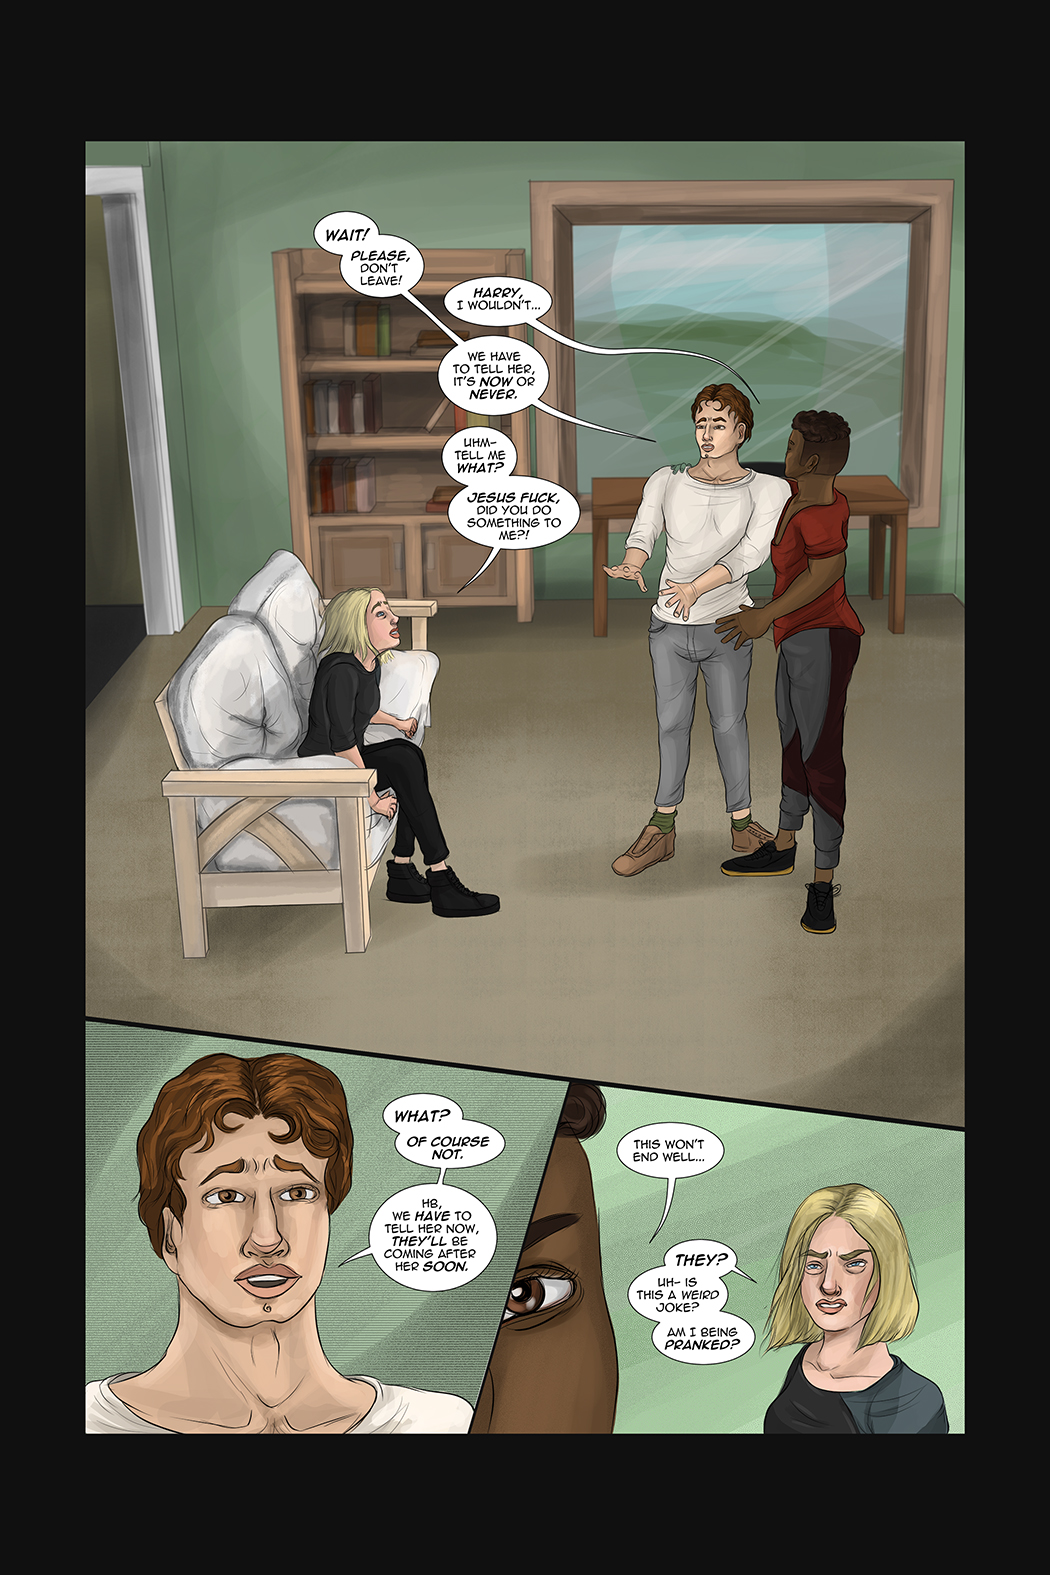 WAIT!
PLEASE,
DON'T
LEAVE!
HARRY,
I WOULDN'T...
WE HAVE
TO TELL HER,
IT'S NOW OR
NEVER.
UHM-
TELL ME
WHAT?
JESUS FUCK,
DID YOU DO
SOMETHING TO
ME?!
WHAT?
OF COURSE
NOT.
HB,
WE HAVE TO
TELL HER NOW,
THEY'LL BE
COMING AFTER
HER SOON.
THIS WON'T
END WELL...
THEY?
UH- IS
THIS A WEIRD
JOKE?
AM I BEING
PRANKED?